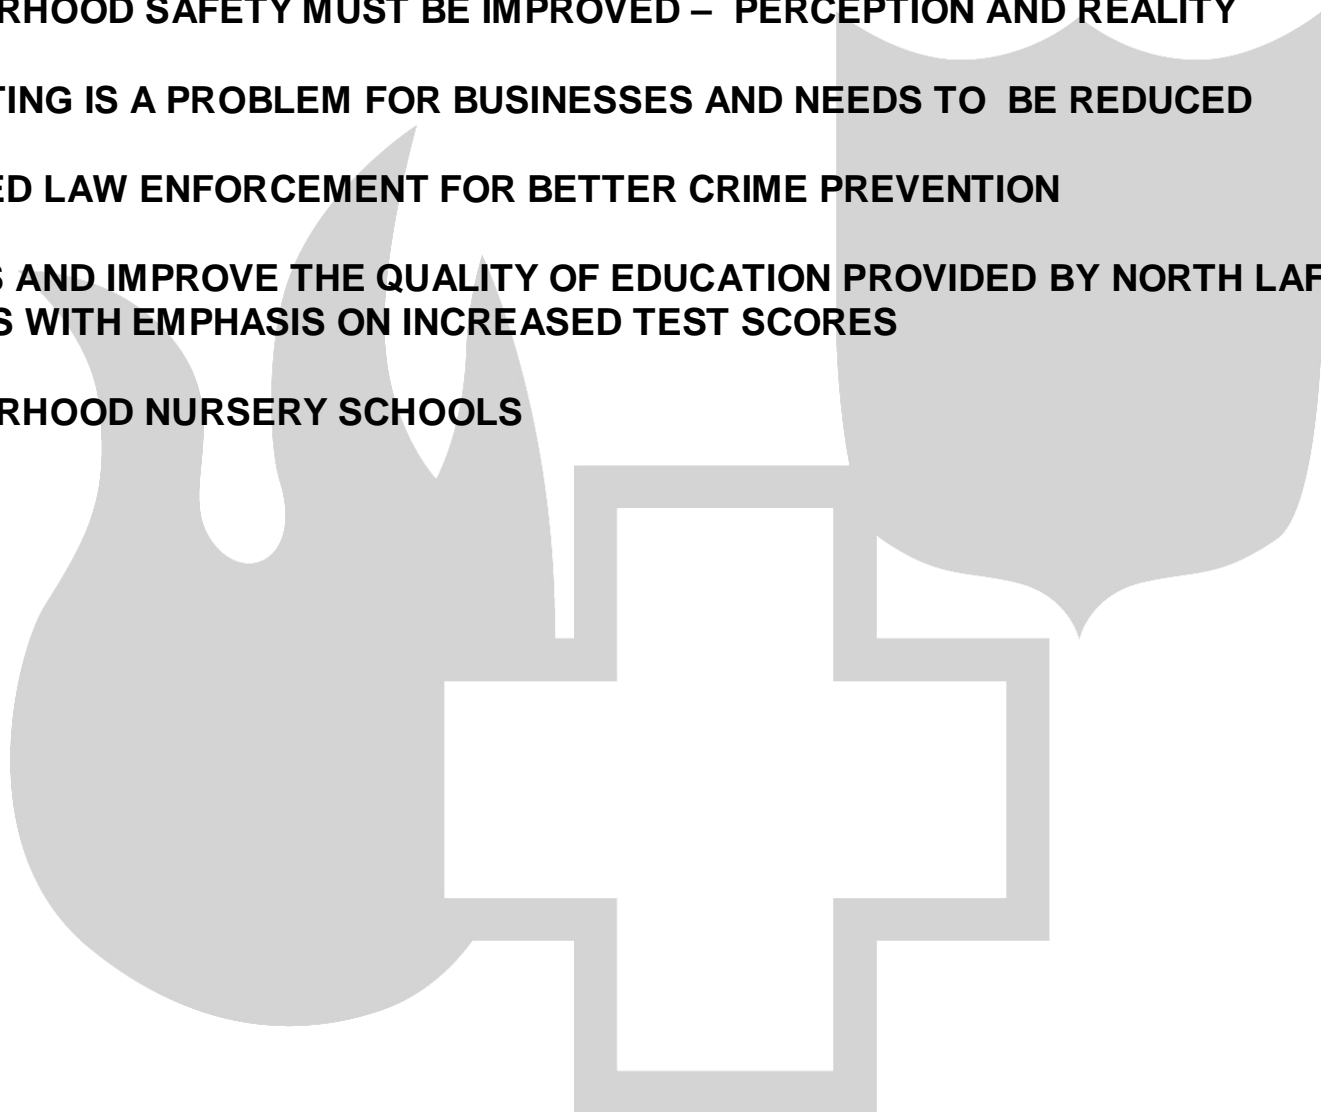 RHOOD SAFETY MUST BE IMPROVED – PERCEPTION AND REALITY
TING IS A PROBLEM FOR BUSINESSES AND NEEDS TO BE REDUCED
ED LAW ENFORCEMENT FOR BETTER CRIME PREVENTION
S AND IMPROVE THE QUALITY OF EDUCATION PROVIDED BY NORTH LAF
S WITH EMPHASIS ON INCREASED TEST SCORES
RHOOD NURSERY SCHOOLS